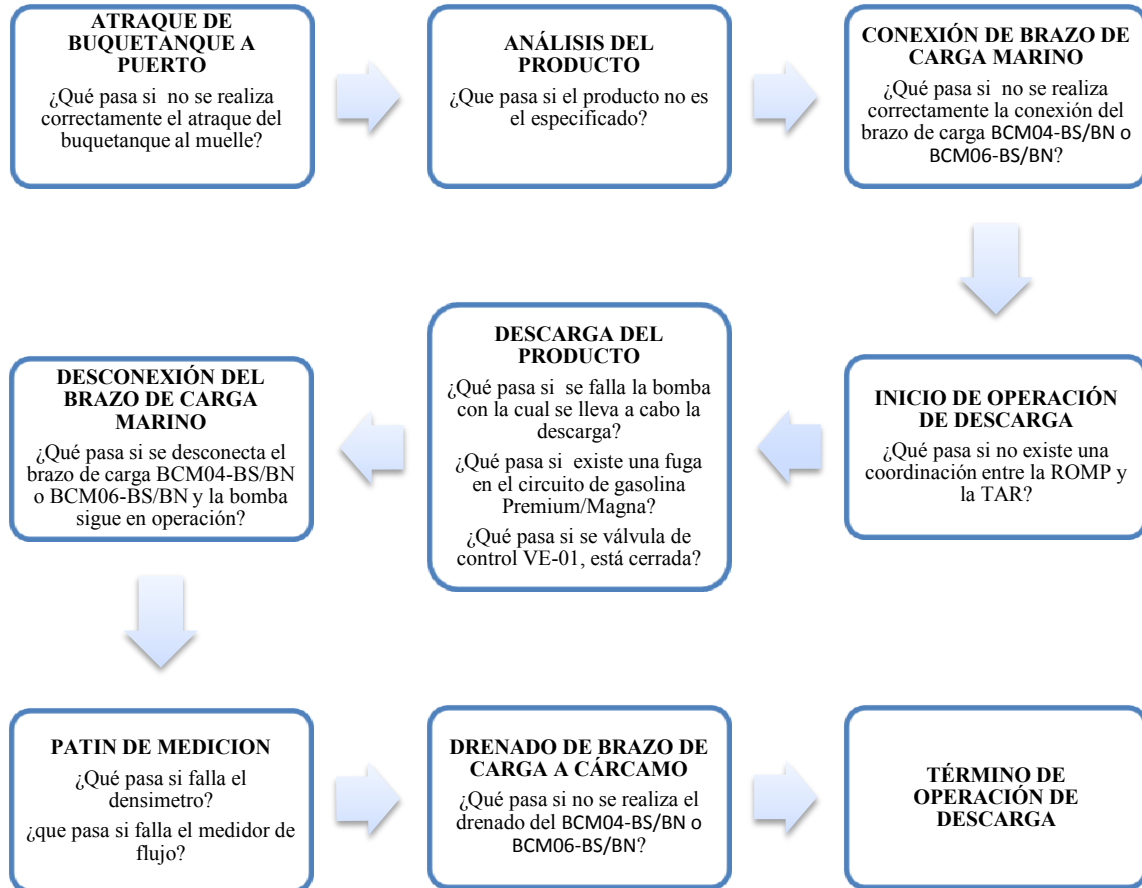 ATRAQUE DE
BUQUETANQUE A
PUERTO
¿Qué pasa si no se realiza
correctamente el atraque del
buquetanque al muelle?
ANÁLISIS DEL
PRODUCTO
¿Que pasa si el producto no es
el especificado?
CONEXIÓN DE BRAZO DE
CARGA MARINO
¿Qué pasa si no se realiza
correctamente la conexión del
brazo de carga BCM04-BS/BN o
BCM06-BS/BN?
INICIO DE OPERACIÓN
DE DESCARGA
¿Qué pasa si no existe una
coordinación entre la ROMP y
la TAR?
DESCARGA DEL
PRODUCTO
¿Qué pasa si se falla la bomba
con la cual se lleva a cabo la
descarga?
¿Qué pasa si existe una fuga
en el circuito de gasolina
Premium/Magna?
¿Qué pasa si se válvula de
control VE-01, está cerrada?
DESCONEXIÓN DEL
BRAZO DE CARGA
MARINO
¿Qué pasa si se desconecta el
brazo de carga BCM04-BS/BN
o BCM06-BS/BN y la bomba
sigue en operación?
PATIN DE MEDICION
¿Qué pasa si falla el
densimetro?
¿que pasa si falla el medidor de
flujo?
DRENADO DE BRAZO DE
CARGA A CÁRCAMO
¿Qué pasa si no se realiza el
drenado del BCM04-BS/BN o
BCM06-BS/BN?
TÉRMINO DE
OPERACIÓN DE
DESCARGA